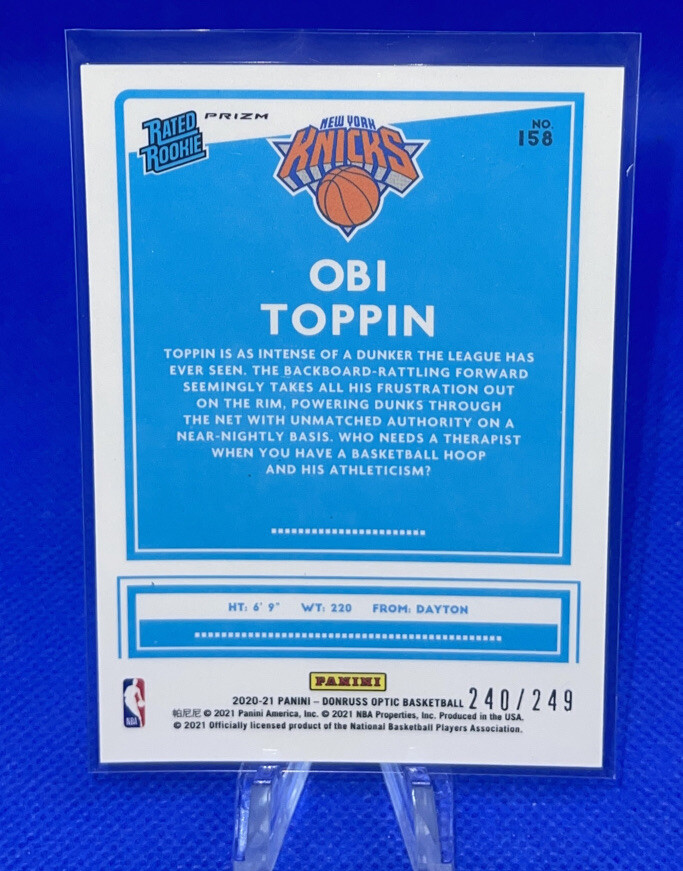 RATED
ROOKIE
PRIZM
NEW YORK
KNICKS
NO.
158
OBI
TOPPIN
TOPPIN IS AS INTENSE OF A DUNKER THE LEAGUE HAS
EVER SEEN. THE BACKBOARD-RATTLING FORWARD
SEEMINGLY TAKES ALL HIS FRUSTRATION OUT
ON THE RIM, POWERING DUNKS THROUGH
THE NET WITH UNMATCHED AUTHORITY ON A
NEAR-NIGHTLY BASIS. WHO NEEDS A THERAPIST
WHEN YOU HAVE A BASKETBALL HOOP
AND HIS ATHLETICISM?
HT: 6' 9" WT: 220 FROM: DAYTON
PANINI
2020-21 PANINI – DONRUSS OPTIC BASKETBALL 240/249
帕尼尼 © 2021 Panini America, Inc. © 2021 NBA Properties, Inc. Produced in the USA.
© 2021 Officially licensed product of the National Basketball Players Association.
NBA